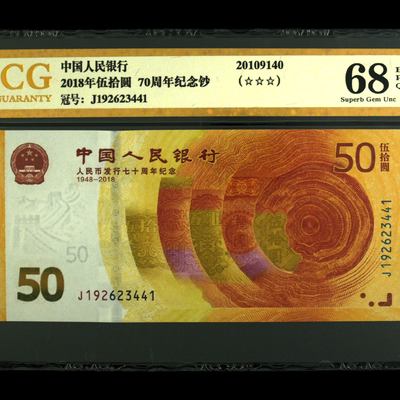 CG
GUARANTY
中国人民银行
2018年伍拾圆 70周年纪念钞
冠号: J192623441
20109140
(☆☆☆)
68
Superb Gem Unc
中国人民银行
人民币发行七十周年纪念
1948-2018
50
伍拾圆
50
50
J192623441
J192623441